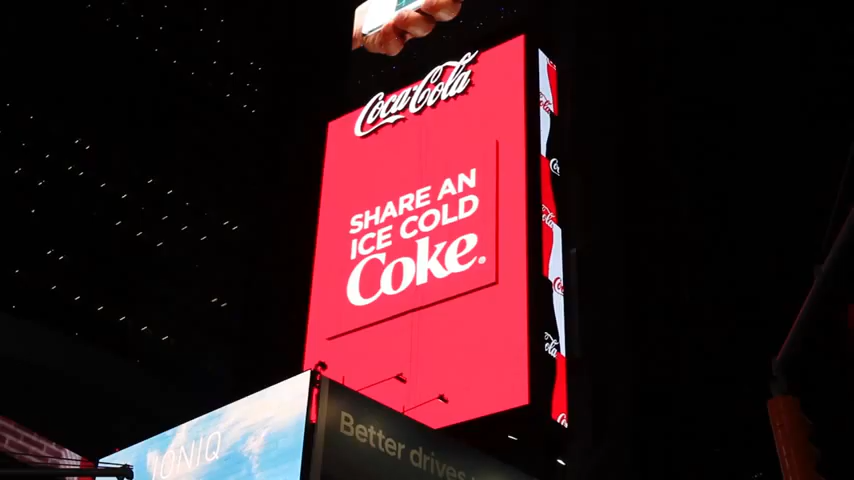 Coca-Cola
SHARE AN
ICE COLD
Coke®
IONIQ
Better drives